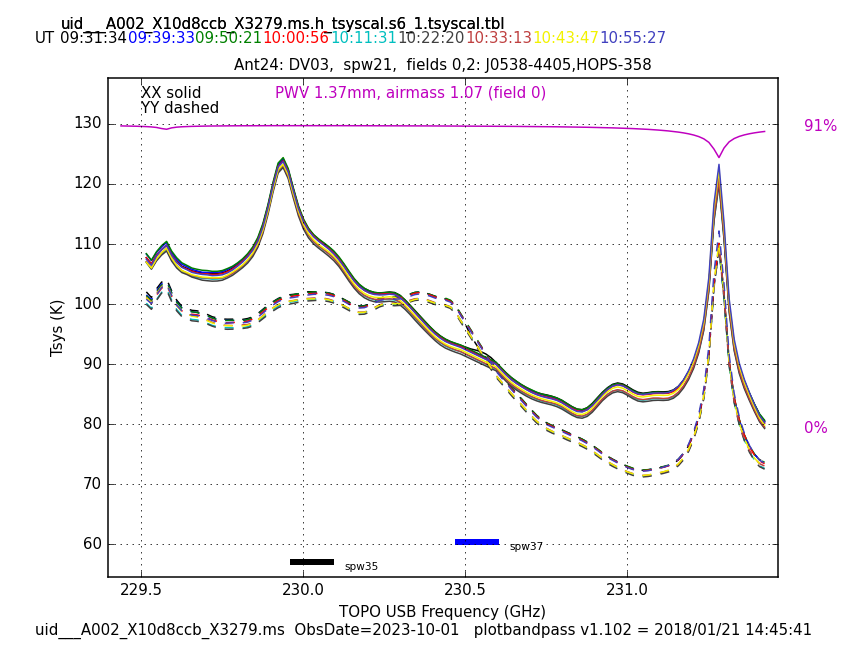 uid___A002_X10d8ccb_X3279.ms.h_tsyscal.s6_1.tsyscal.tbl
UT 09:31:34 09:39:33 09:50:21 10:00:56 10:11:31 10:22:20 10:33:13 10:43:47 10:55:27
Ant24: DV03, spw21, fields 0,2: J0538-4405,HOPS-358
XX solid PWV 1.37mm, airmass 1.07 (field 0)
YY dashed
130 91%
120
110
100
Tsys (K)
90
80 0%
70
60
spw37
spw35
229.5 230.0 230.5 231.0
TOPO USB Frequency (GHz)
uid___A002_X10d8ccb_X3279.ms ObsDate=2023-10-01 plotbandpass v1.102 = 2018/01/21 14:45:41